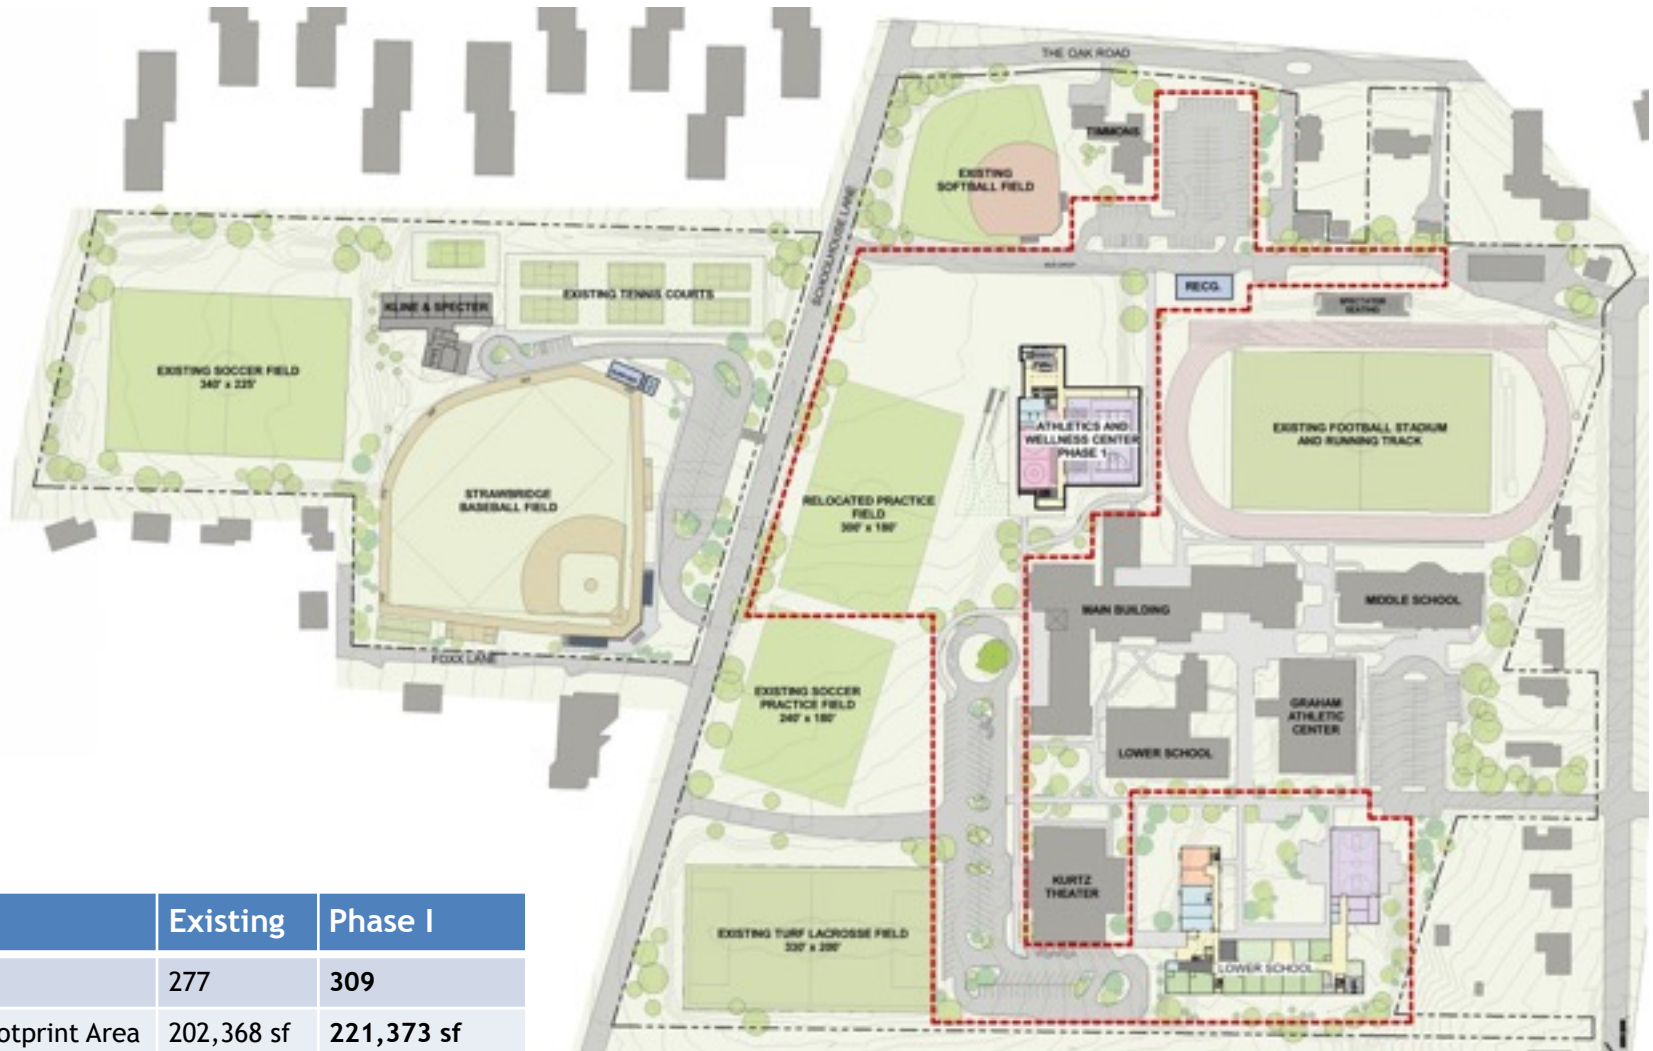 THE OAK ROAD
TIMMONS
EXISTING
SOFTBALL FIELD
SCHOOLHOUSE LANE
RECG.
SPECTATOR
SEATING
EXISTING TENNIS COURTS
KLINE & SPECTER
EXISTING SOCCER FIELD
340' x 225'
STRAWBRIDGE
BASEBALL FIELD
FOXX LANE
ATHLETICS AND
WELLNESS CENTER
PHASE 1
EXISTING FOOTBALL STADIUM
AND RUNNING TRACK
RELOCATED PRACTICE
FIELD
300' x 180'
MAIN BUILDING
MIDDLE SCHOOL
EXISTING SOCCER
PRACTICE FIELD
240' x 180'
GRAHAM
ATHLETIC
CENTER
LOWER SCHOOL
KURTZ
THEATER
EXISTING TURF LACROSSE FIELD
330' x 200'
LOWER SCHOOL
Existing Phase I
277 309
otprint Area 202,368 sf 221,373 sf